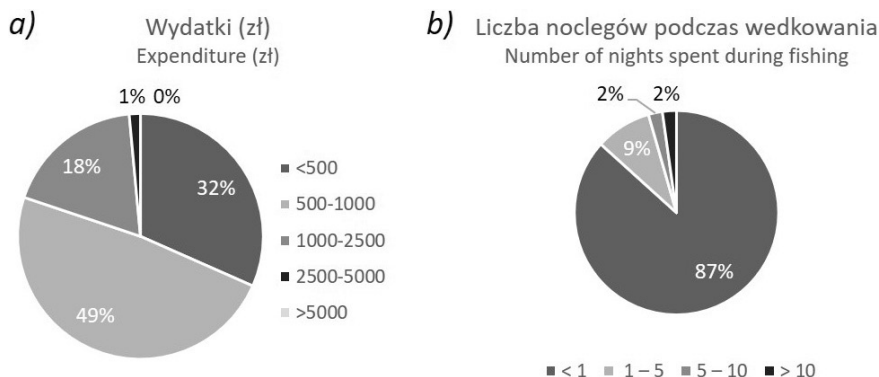 a)
Wydatki (zł)
Expenditure (zł)
1% 0%
18%
32%
49%
<500
500-1000
1000-2500
2500-5000
>5000
b)
Liczba noclegów podczas wedkowania
Number of nights spent during fishing
2% 2%
9%
87%
< 1 1 – 5 5 – 10 > 10